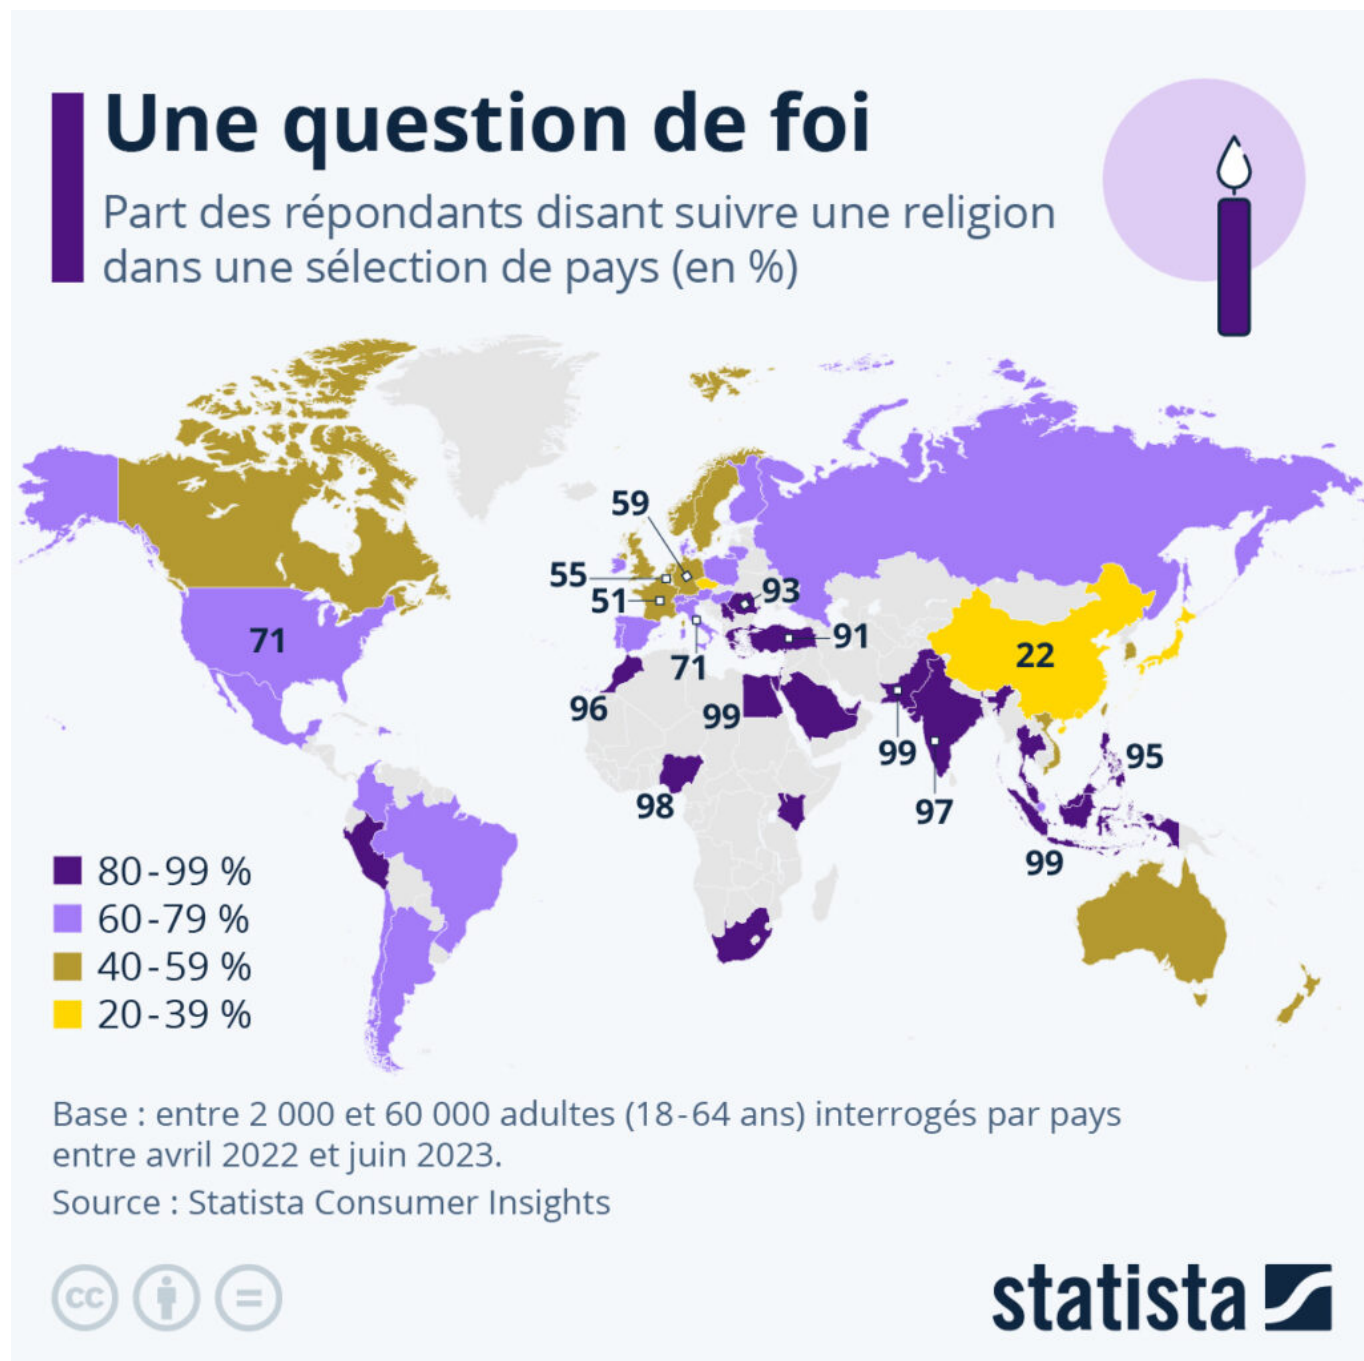 Une question de foi
Part des répondants disant suivre une religion
dans une sélection de pays (en %)
59
55
51
93
91
71
71
22
96
99
99
95
98
97
99
80-99 %
60-79 %
40-59 %
20-39 %
Base : entre 2 000 et 60 000 adultes (18-64 ans) interrogés par pays
entre avril 2022 et juin 2023.
Source : Statista Consumer Insights
cc
statista